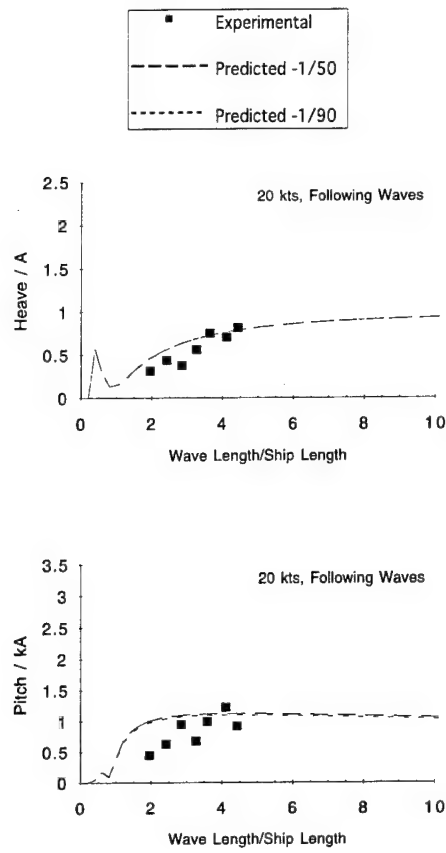 Experimental
Predicted -1/50
Predicted -1/90
20 kts, Following Waves
Heave / A
2.5
2
1.5
1
0.5
0
0 2 4 6 8 10
Wave Length/Ship Length
20 kts, Following Waves
Pitch / kA
3.5
3
2.5
2
1.5
1
0.5
0
0 2 4 6 8 10
Wave Length/Ship Length